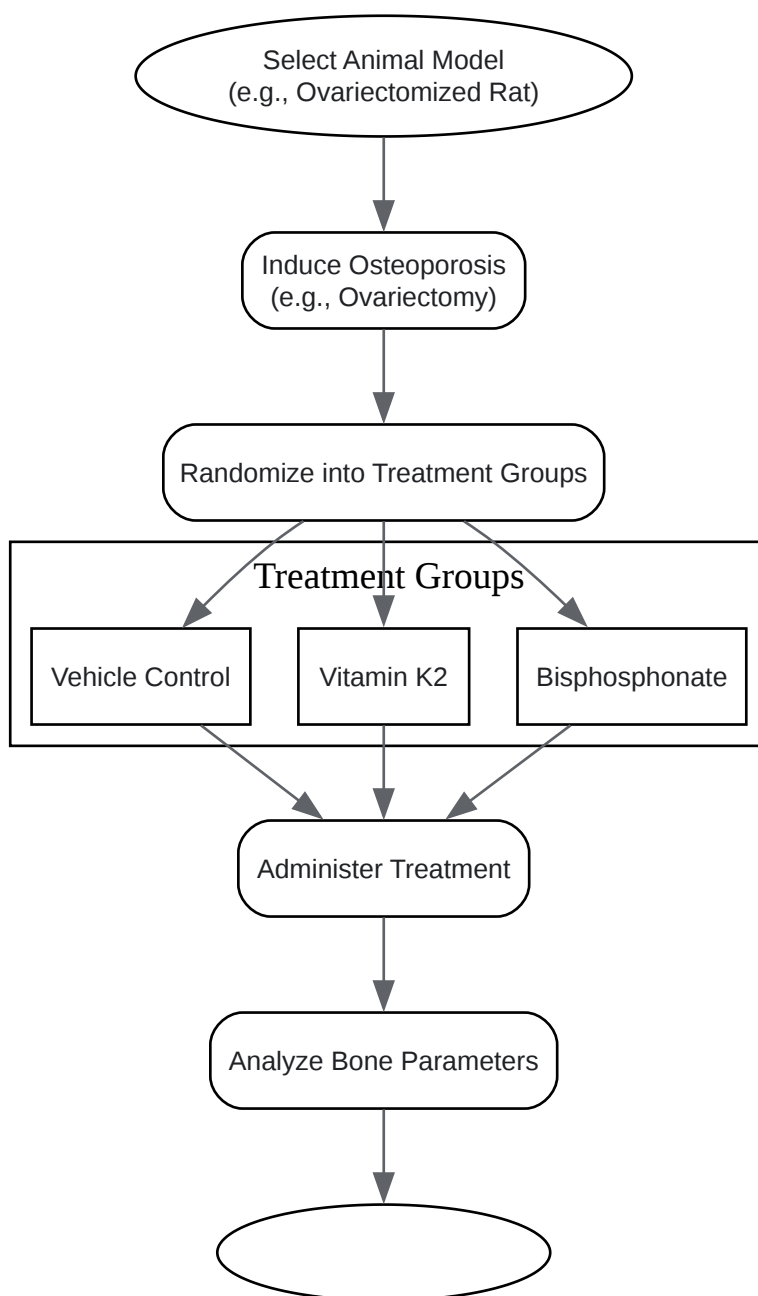 Select Animal Model
(e.g., Ovariectomized Rat)
Induce Osteoporosis
(e.g., Ovariectomy)
Randomize into Treatment Groups
Treatment Groups
Vehicle Control
Vitamin K2
Bisphosphonate
Administer Treatment
Analyze Bone Parameters